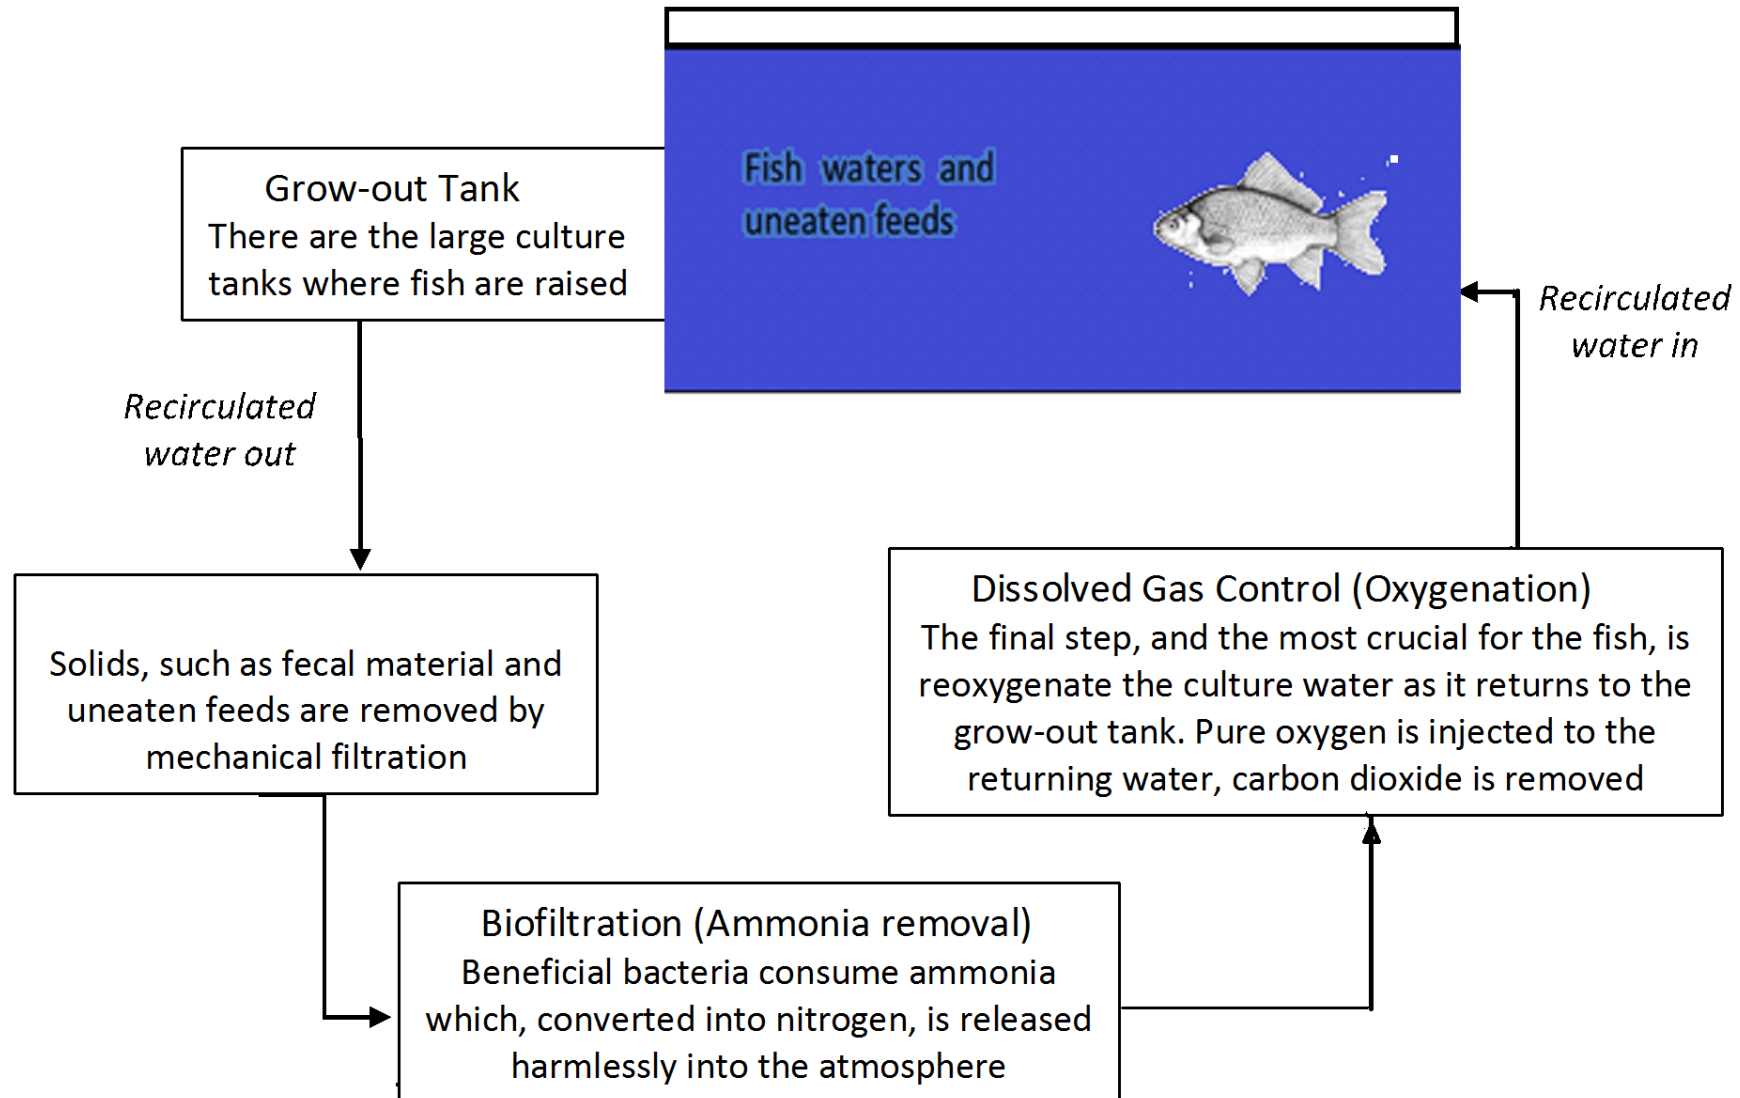 Fish waters and
uneaten feeds
Grow-out Tank
There are the large culture
tanks where fish are raised
Recirculated
water in
Recirculated
water out
Solids, such as fecal material and
uneaten feeds are removed by
mechanical filtration
Dissolved Gas Control (Oxygenation)
The final step, and the most crucial for the fish, is
reoxygenate the culture water as it returns to the
grow-out tank. Pure oxygen is injected to the
returning water, carbon dioxide is removed
Biofiltration (Ammonia removal)
Beneficial bacteria consume ammonia
which, converted into nitrogen, is released
harmlessly into the atmosphere